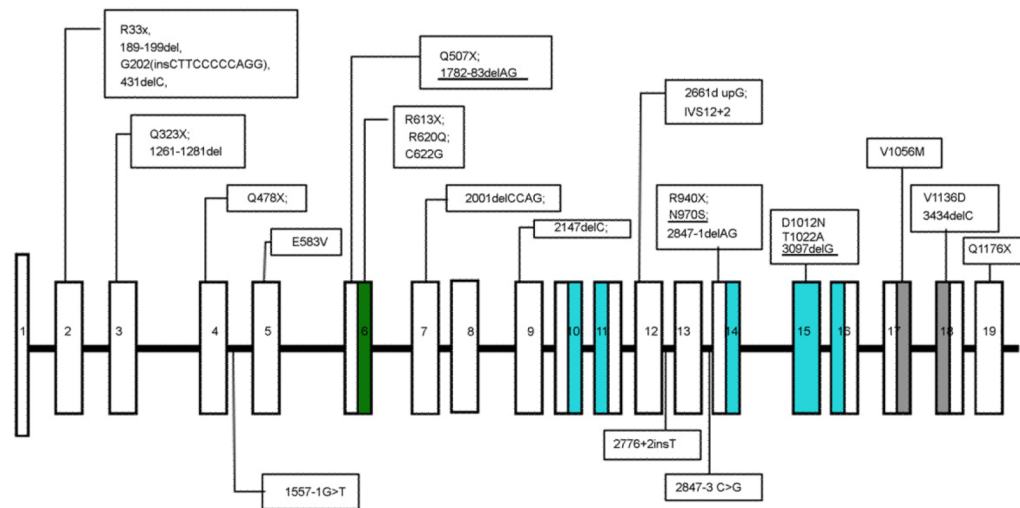 R33x,
189-199del,
G202(insCTTCCCCCAGG),
431delC,
Q507X;
1782-83delAG
2661d upG;
IVS12+2
Q323X;
1261-1281del
R613X;
R620Q;
C622G
V1056M
Q478X;
2001delCCAG;
R940X;
N970S;
2847-1delAG
V1136D
3434delC
E583V
2147delC;
D1012N
T1022A
3097delG
Q1176X
1 2 3 4 5 6 7 8 9 10 11 12 13 14 15 16 17 18 19
2776+2insT
1557-1G>T
2847-3 C>G